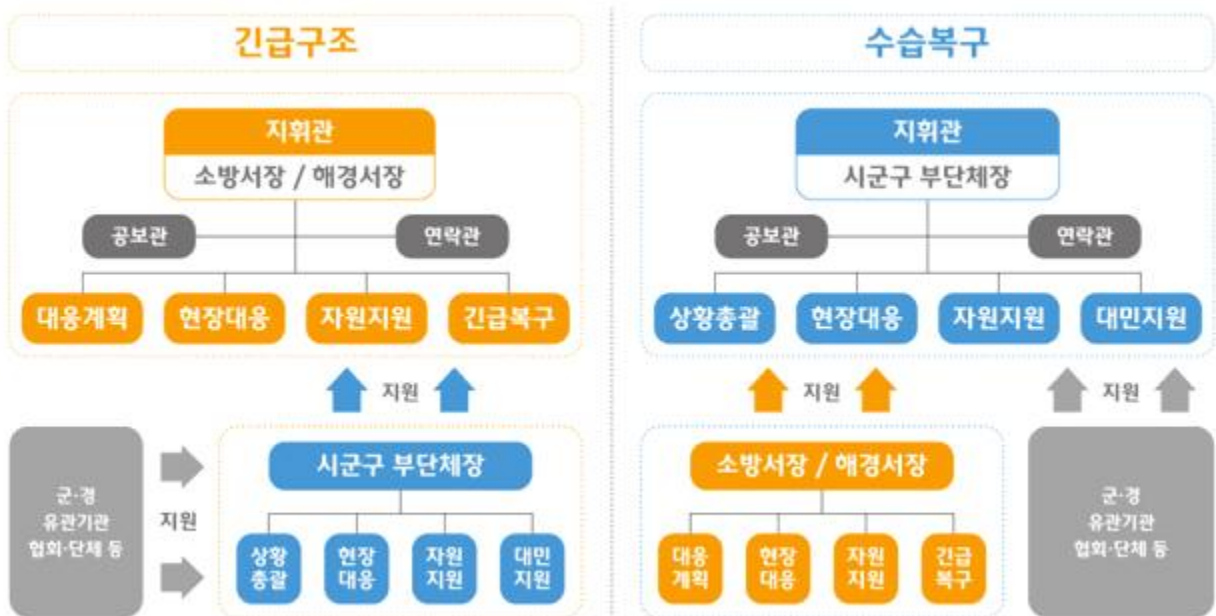 긴급구조
지휘관
소방서장 / 해경서장
공보관
연락관
대응계획
현장대응
자원지원
긴급복구
지원
군·경
유관기관
협회·단체 등
지원
시군구 부단체장
상황
총괄
현장
대응
자원
지원
대민
지원
수습복구
지휘관
시군구 부단체장
공보관
연락관
상황총괄
현장대응
자원지원
대민지원
지원
지원
소방서장 / 해경서장
대응
계획
현장
대응
자원
지원
긴급
복구
군·경
유관기관
협회·단체 등